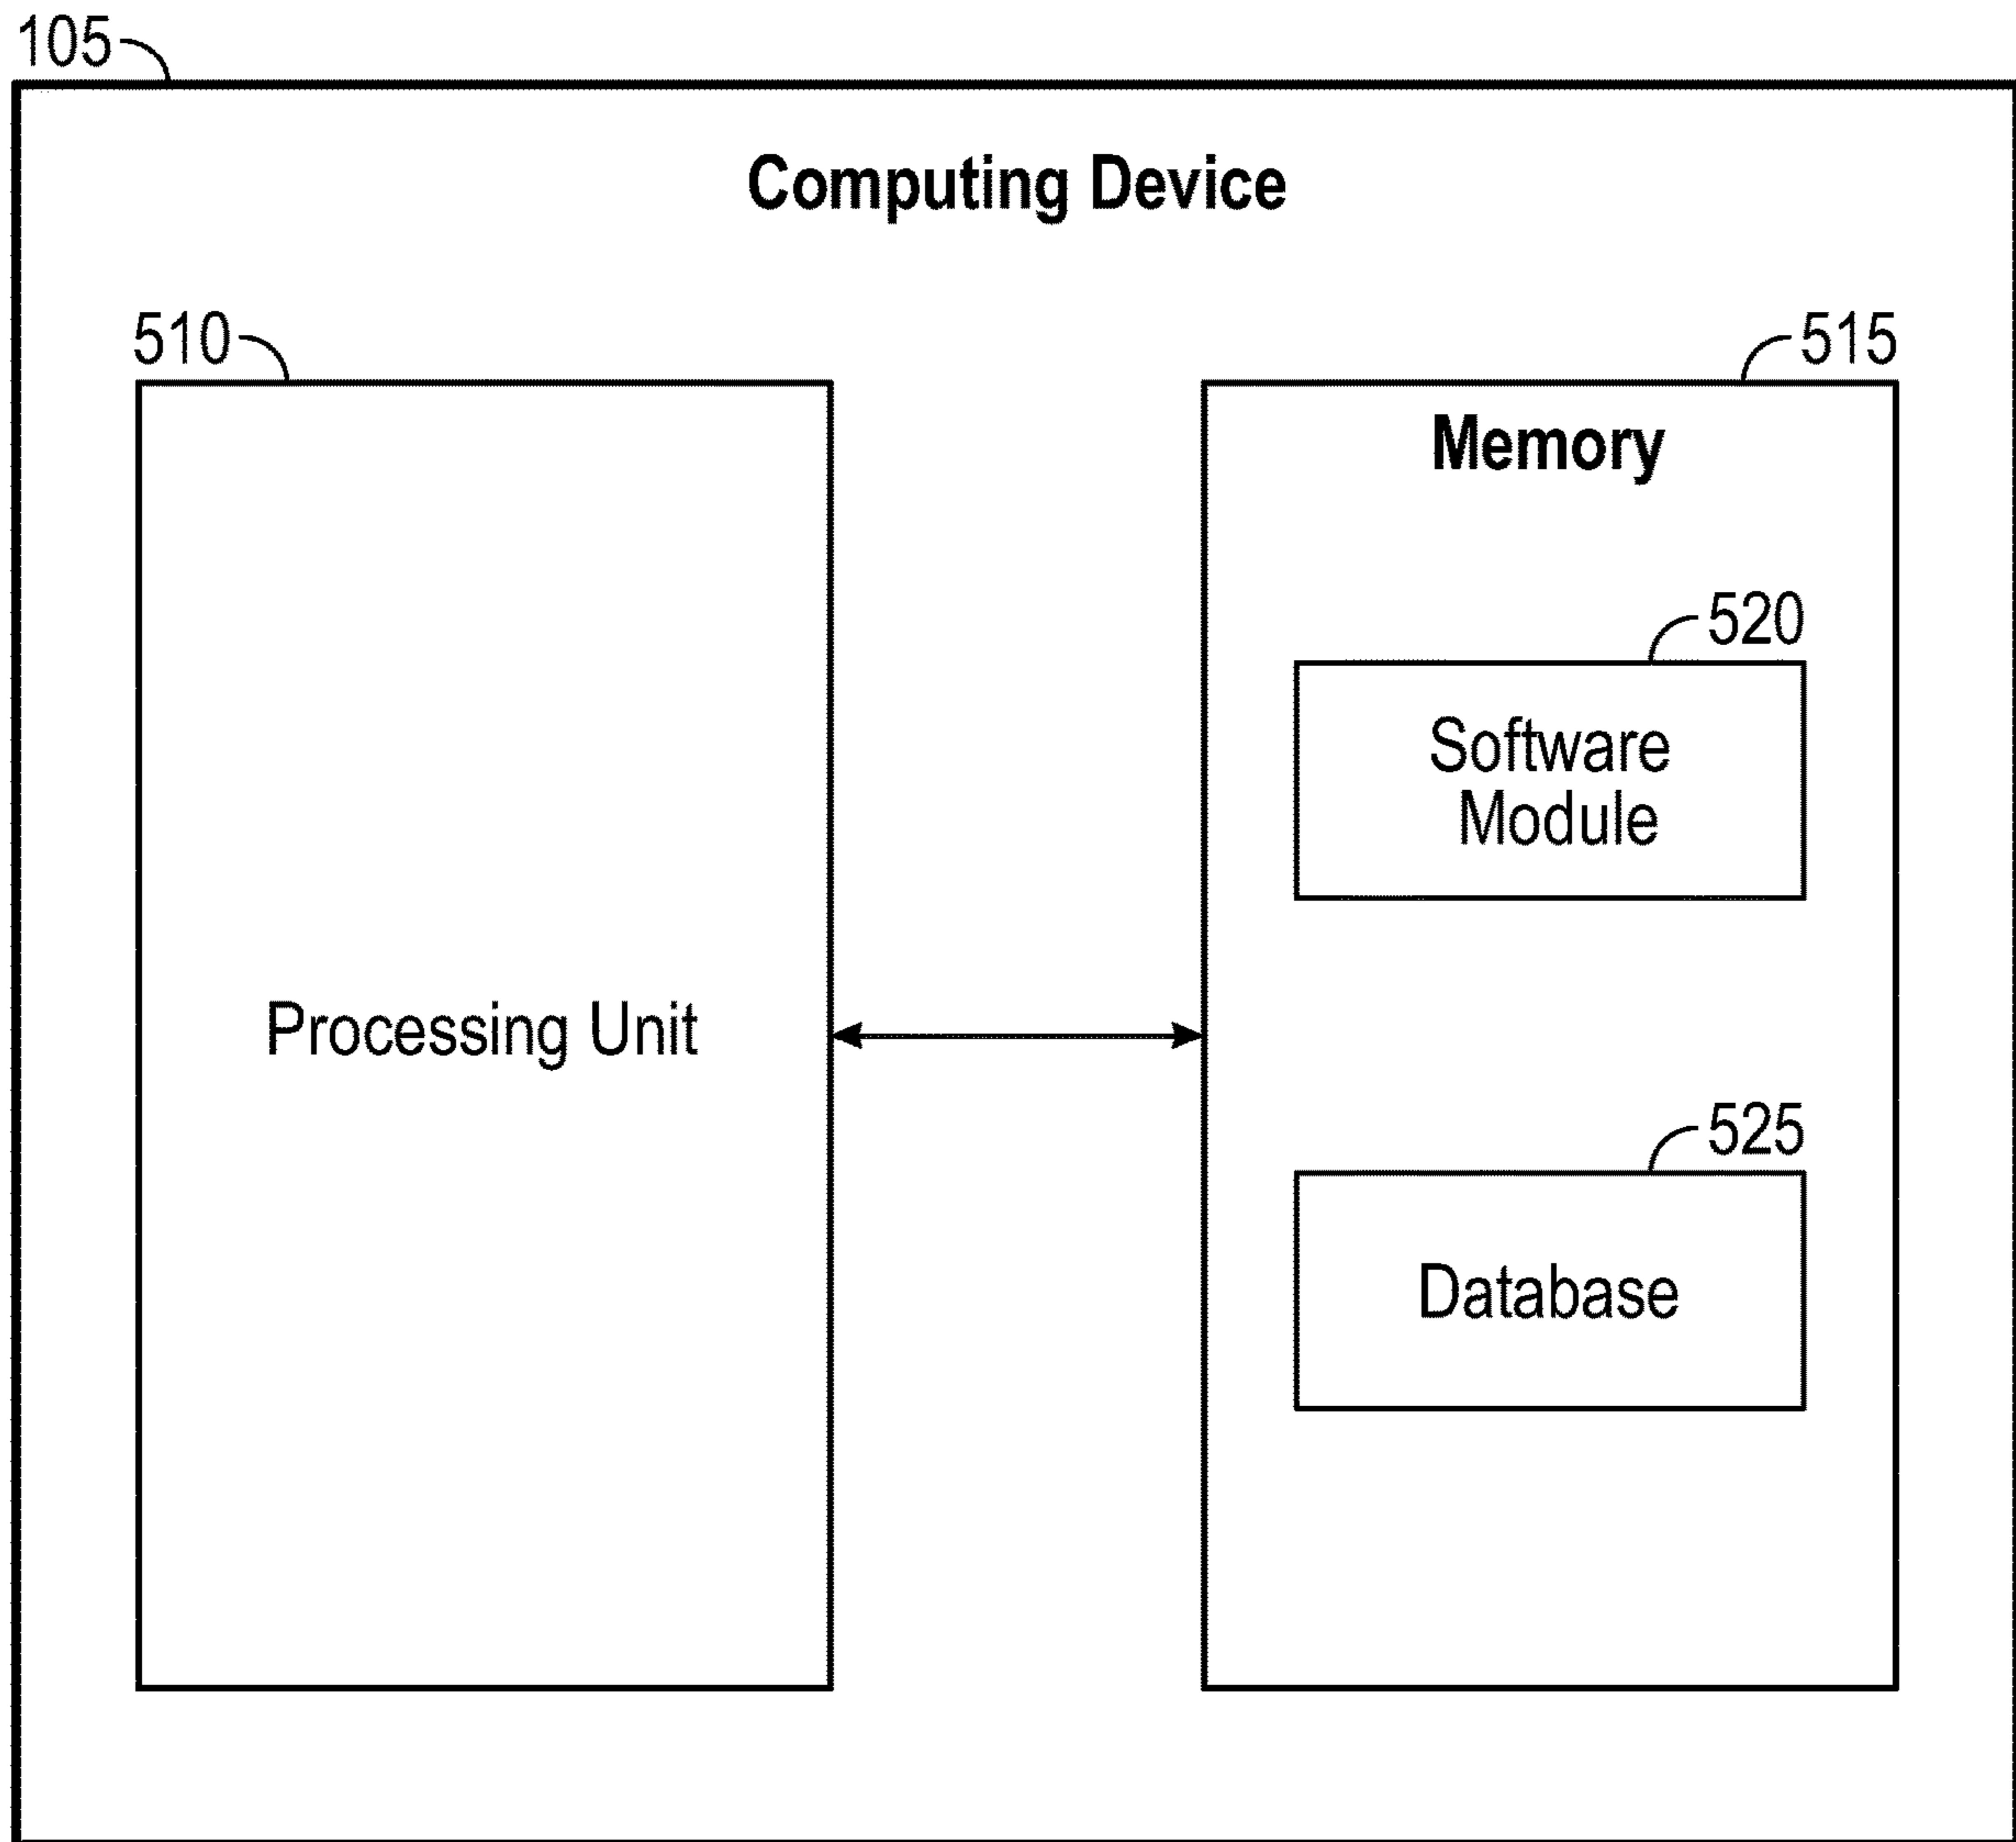 105
Computing Device
510
515
Memory
520
Software
Module
Processing Unit
525
Database